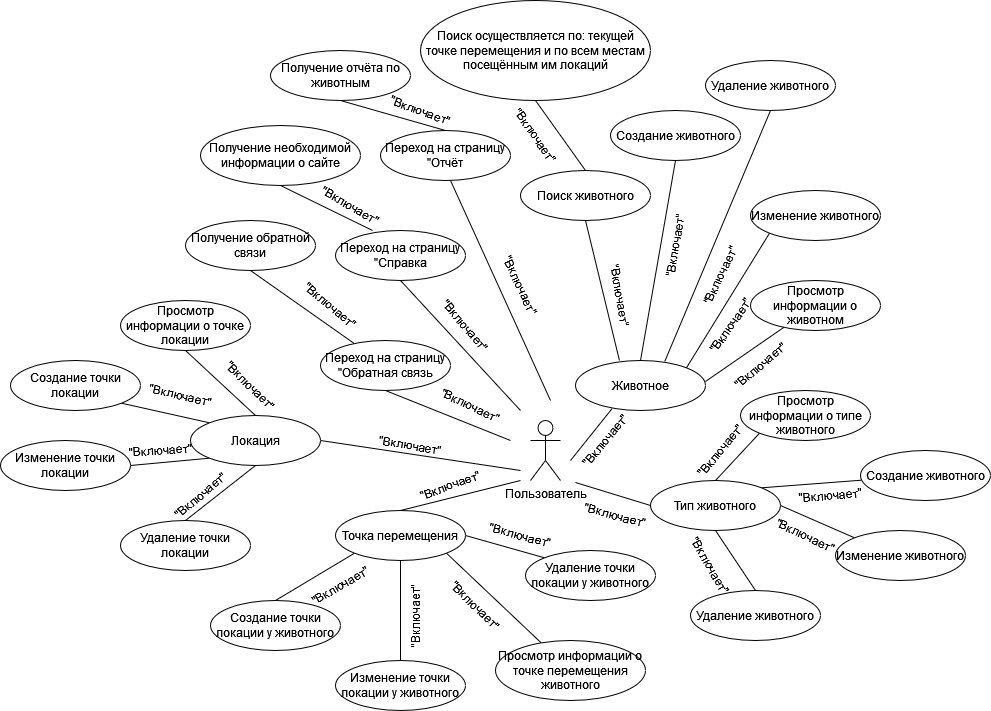 Поиск осуществляется по: текущей
точке перемещения и по всем местам
посещённым им локаций
Получение отчёта по
животным
Удаление животного
"Включает"
"Включает"
Создание животного
Получение необходимой
информации о сайте
Переход на страницу
"Отчёт
"Включает"
Поиск животного
Изменение животного
Получение обратной
связи
Переход на страницу
"Справка
"Включает"
"Включает"
"Включает"
"Включает"
"Включает"
"Включает"
Просмотр
информации о
животном
Просмотр
информации о точке
локации
"Включает"
"Включает"
"Включает"
Переход на страницу
"Обратная связь
"Включает"
Создание точки
локации
"Включает"
"Включает"
"Включает"
Животное
Просмотр
информации о типе
животного
Локация
"Включает"
"Включает"
"Включает"
Изменение точки
локации
"Включает"
"Включает"
"Включает"
Пользователь
"Включает"
Тип животного
"Включает"
Создание животного
Удаление точки
локации
Точка перемещения
"Включает"
"Включает"
Изменение животного
Удаление точки
локации у животного
"Включает"
"Включает"
"Включает"
"Включает"
Удаление животного
Создание точки
локации у животного
Изменение точки
локации у животного
Просмотр информации о
точке перемещения
животного